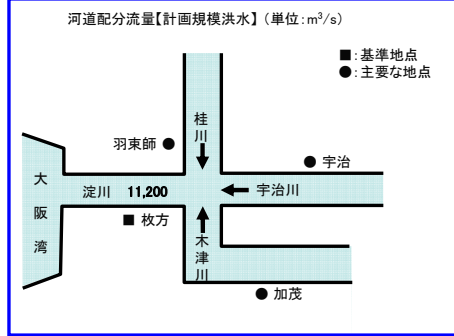 河道配分流量【計画規模洪水】（単位：m³/s）
■：基準地点
●：主要な地点
桂川
羽束師 ●
● 宇治
大阪湾
淀川 11,200
宇治川
■ 枚方
木津川
● 加茂